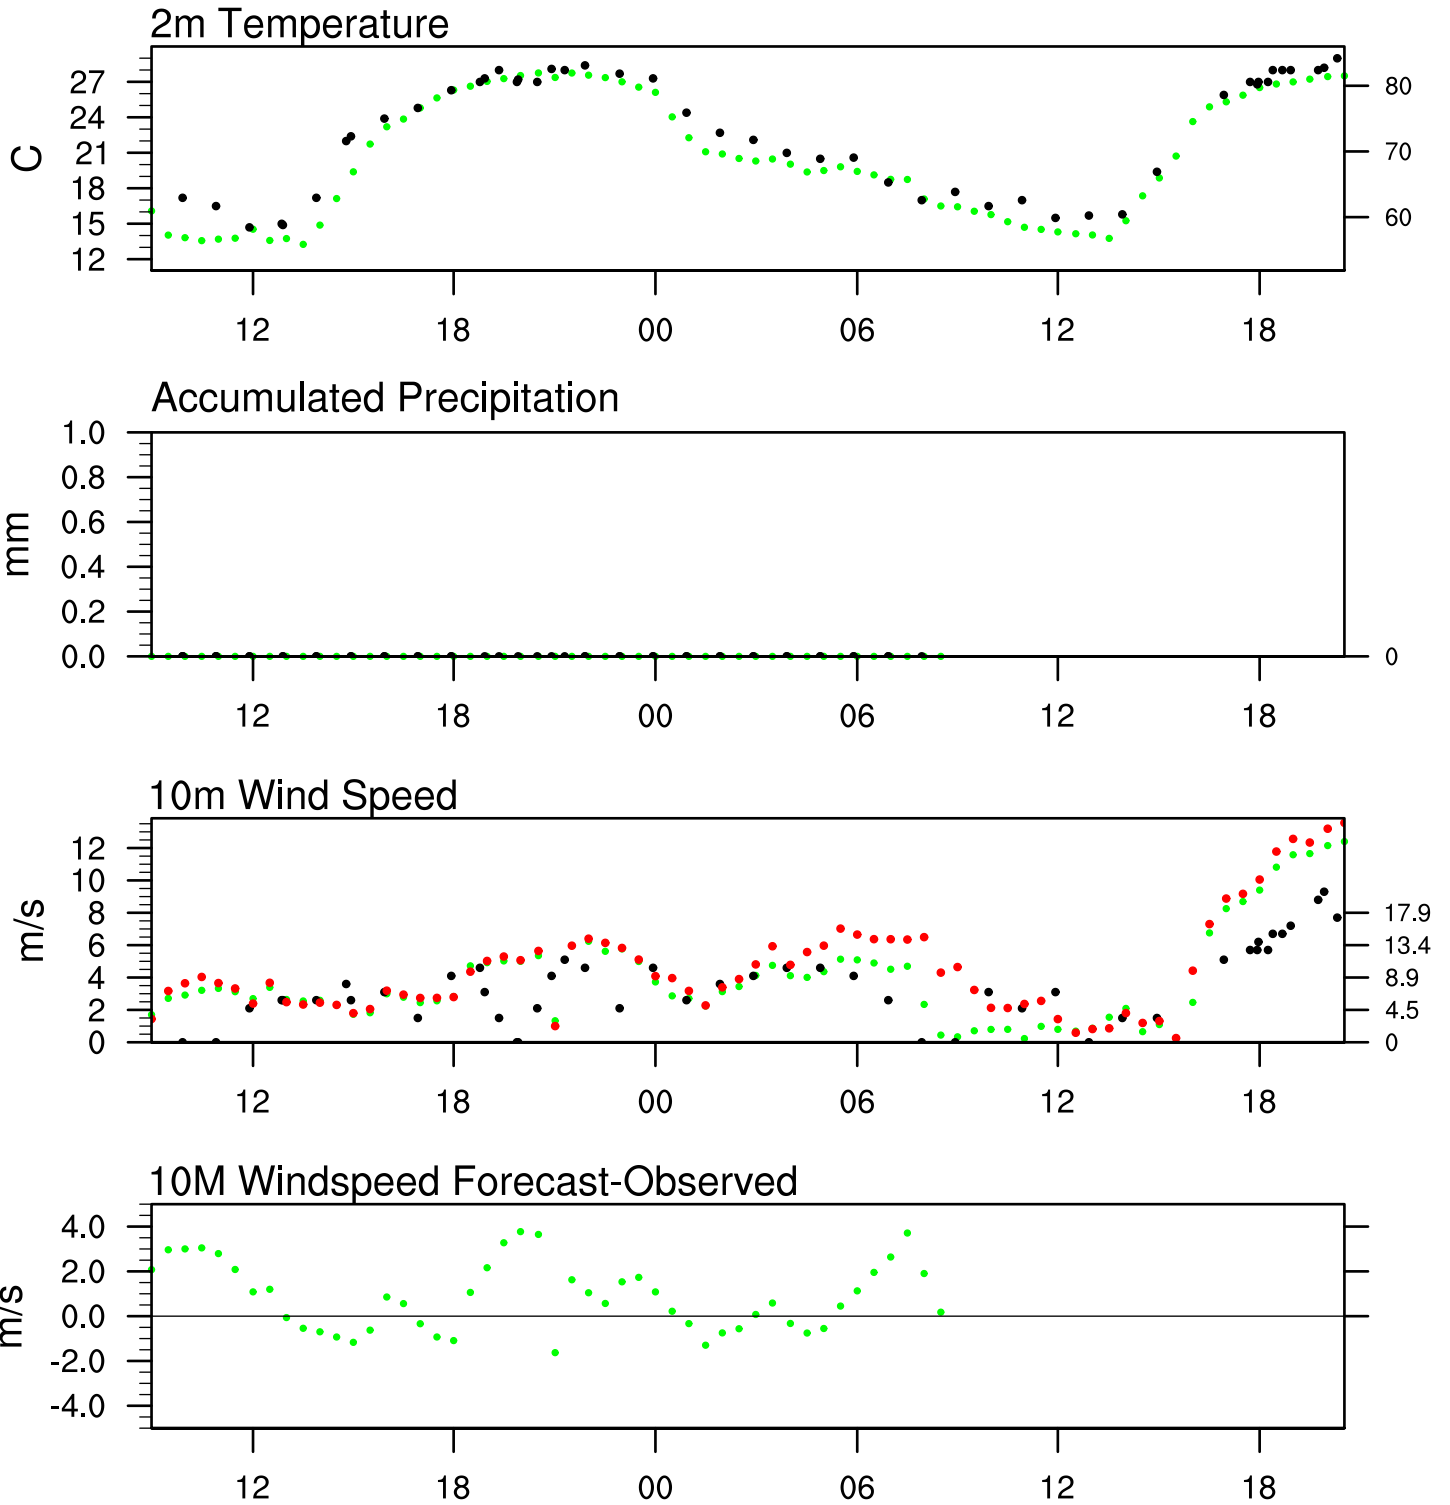 2m Temperature
27
24
21
18
15
12
C
80
70
60
12 18 00 06 12 18
Accumulated Precipitation
1.0
0.8
0.6
0.4
0.2
0.0
mm
0
12 18 00 06 12 18
10m Wind Speed
12
10
8
6
4
2
0
m/s
17.9
13.4
8.9
4.5
0
12 18 00 06 12 18
10M Windspeed Forecast-Observed
4.0
2.0
0.0
-2.0
-4.0
m/s
12 18 00 06 12 18